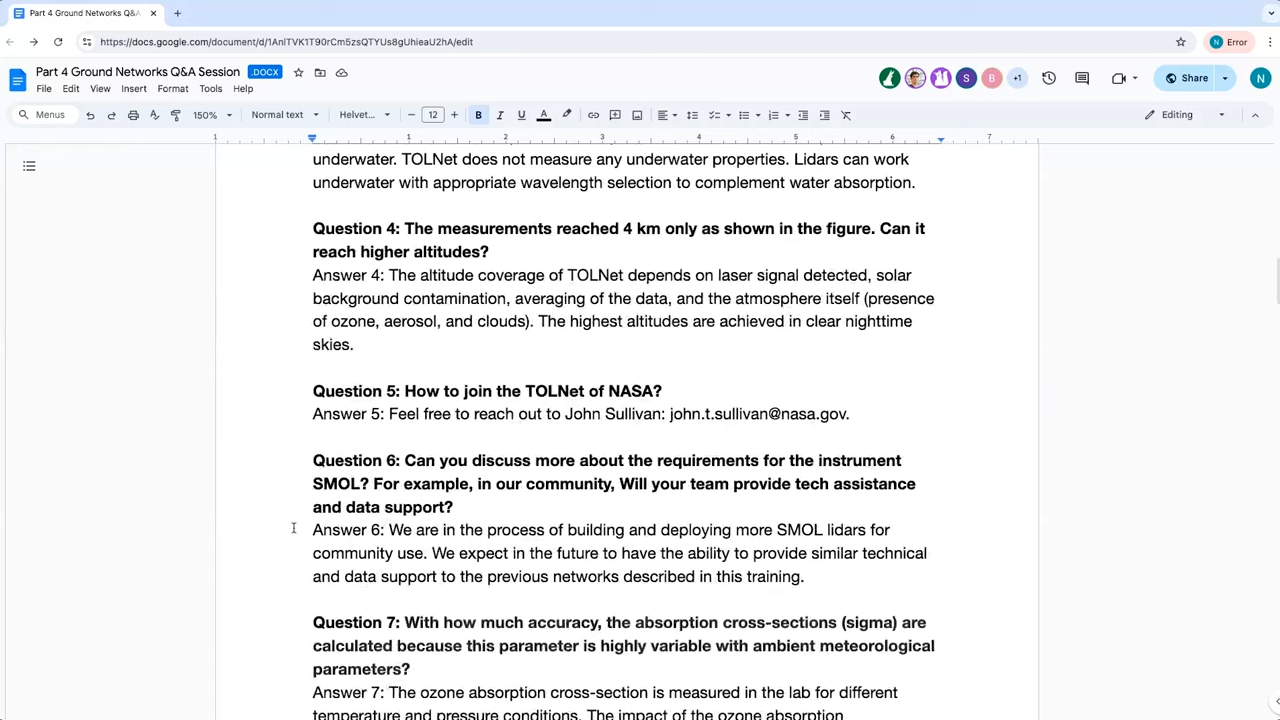 Part 4 Ground Networks Q&A
https://docs.google.com/document/d/1AnlTVK1T90rCm5zsQTYUs8gUhieaU2hA/edit
Error
Part 4 Ground Networks Q&A Session .DOCX
Share
N
S
B
+1
File Edit View Insert Format Tools Help
Menus 150% Normal text Helvet... 12 B I U A Editing
1 1 2 3 4 5 6 7
underwater. TOLNet does not measure any underwater properties. Lidars can work
underwater with appropriate wavelength selection to complement water absorption.
Question 4: The measurements reached 4 km only as shown in the figure. Can it
reach higher altitudes?
Answer 4: The altitude coverage of TOLNet depends on laser signal detected, solar
background contamination, averaging of the data, and the atmosphere itself (presence
of ozone, aerosol, and clouds). The highest altitudes are achieved in clear nighttime
skies.
Question 5: How to join the TOLNet of NASA?
Answer 5: Feel free to reach out to John Sullivan: john.t.sullivan@nasa.gov.
Question 6: Can you discuss more about the requirements for the instrument
SMOL? For example, in our community, Will your team provide tech assistance
and data support?
Answer 6: We are in the process of building and deploying more SMOL lidars for
community use. We expect in the future to have the ability to provide similar technical
and data support to the previous networks described in this training.
Question 7: With how much accuracy, the absorption cross-sections (sigma) are
calculated because this parameter is highly variable with ambient meteorological
parameters?
Answer 7: The ozone absorption cross-section is measured in the lab for different
temperature and pressure conditions. The impact of the ozone absorption